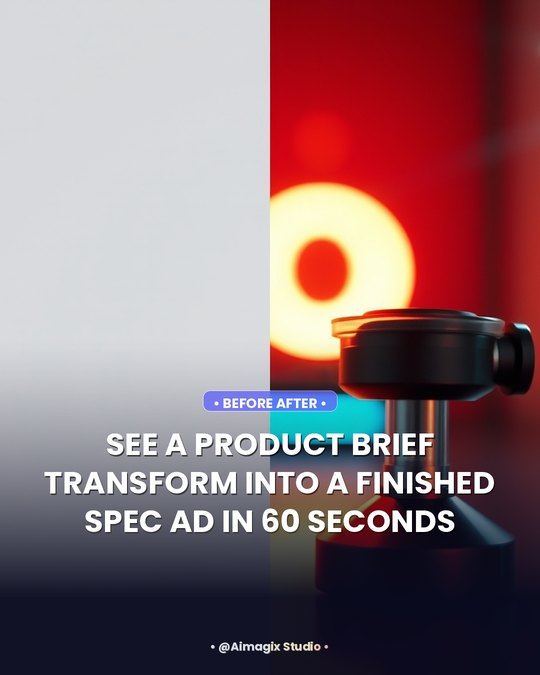 • BEFORE AFTER •
SEE A PRODUCT BRIEF
TRANSFORM INTO A FINISHED
SPEC AD IN 60 SECONDS
• @Aimagix Studio •